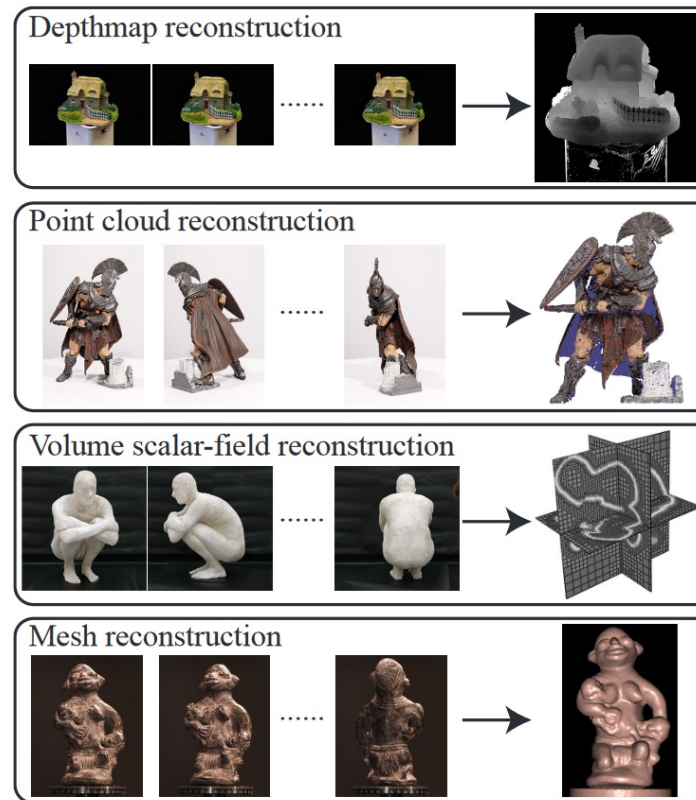 Depthmap reconstruction
......
Point cloud reconstruction
......
Volume scalar-field reconstruction
......
Mesh reconstruction
......